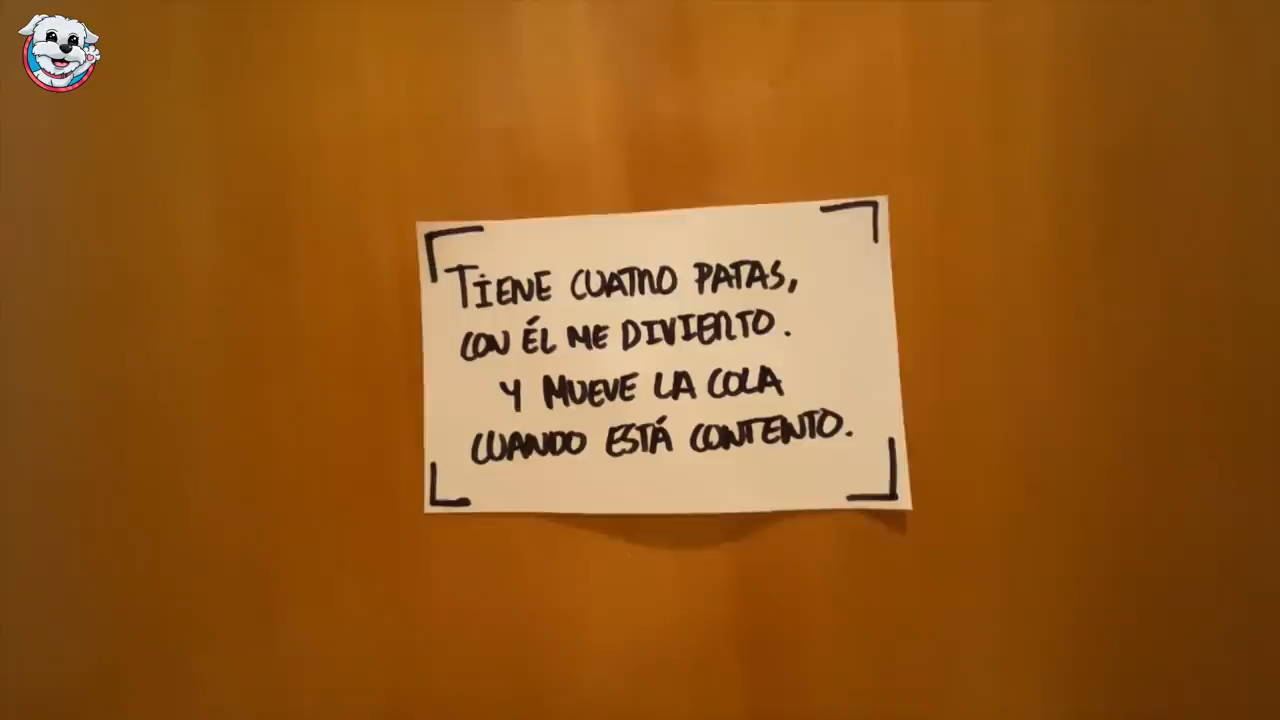 TIENE CUATRO PATAS,
CON ÉL ME DIVIERTO.
Y MUEVE LA COLA
CUANDO ESTÁ CONTENTO.